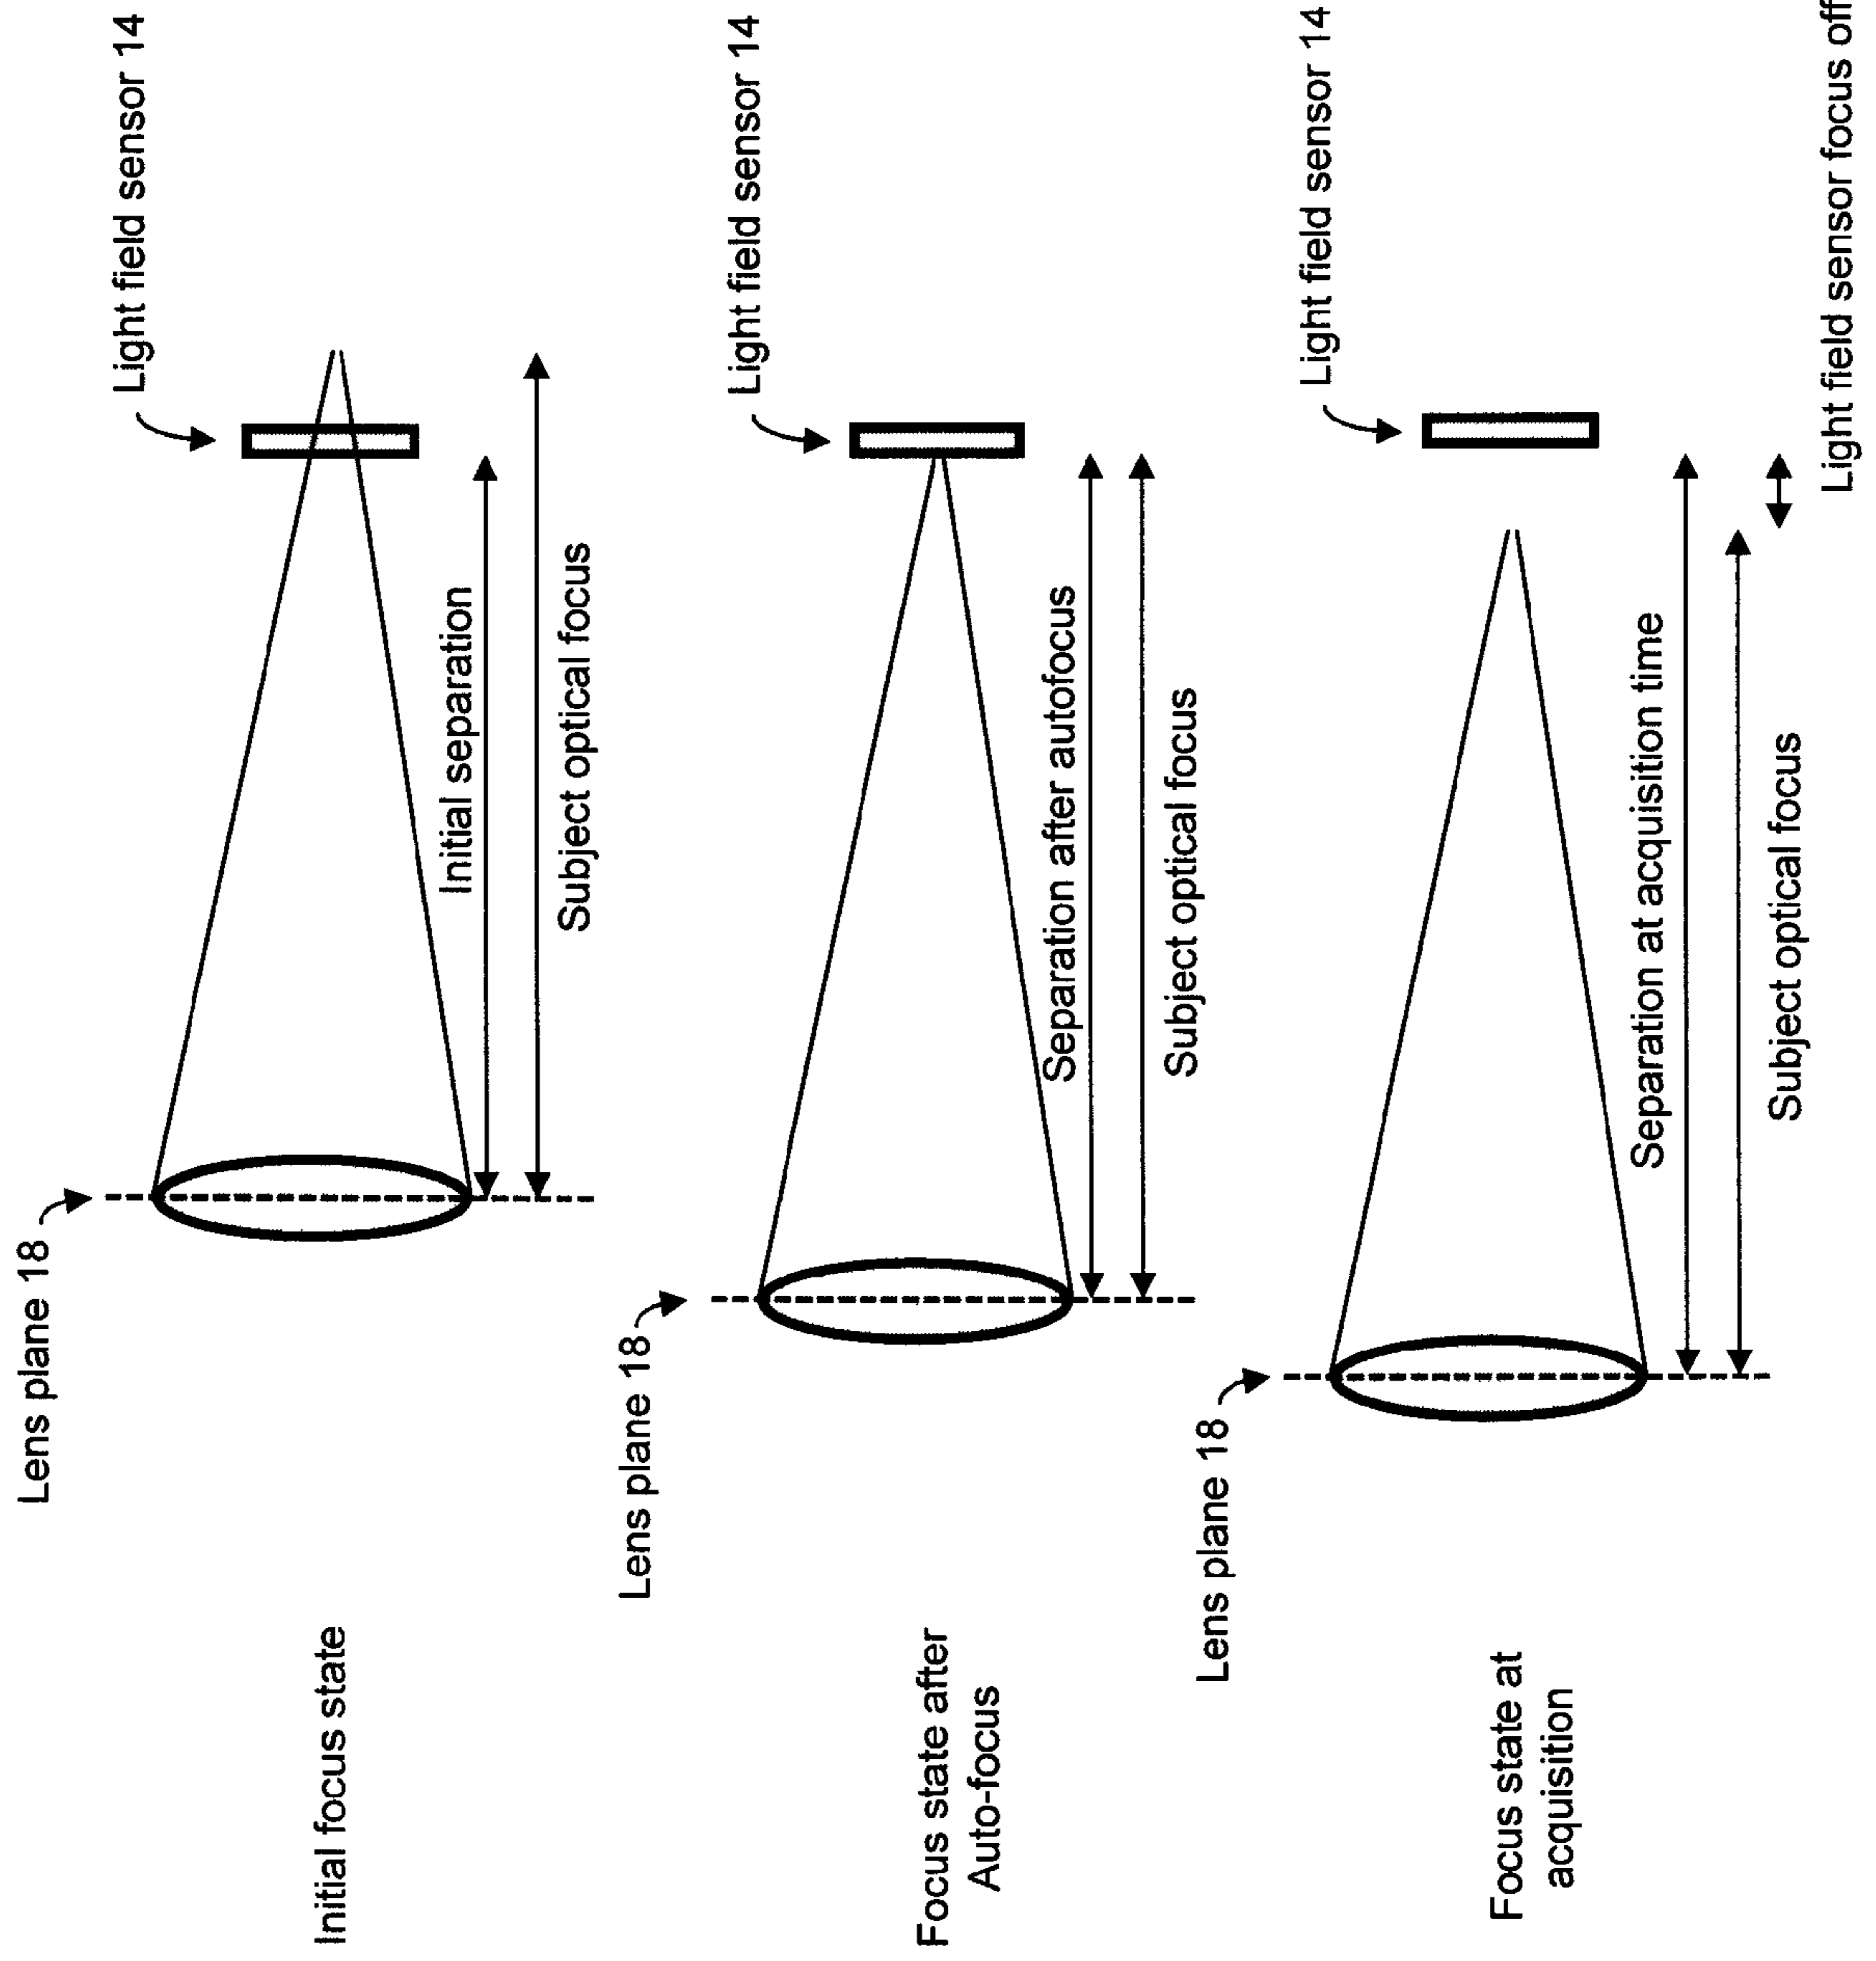 Initial focus state
Lens plane 18
Light field sensor 14
Initial separation
Subject optical focus
Focus state after
Auto-focus
Lens plane 18
Light field sensor 14
Separation after autofocus
Subject optical focus
Focus state at
acquisition
Lens plane 18
Light field sensor 14
Separation at acquisition time
Subject optical focus
Light field sensor focus off